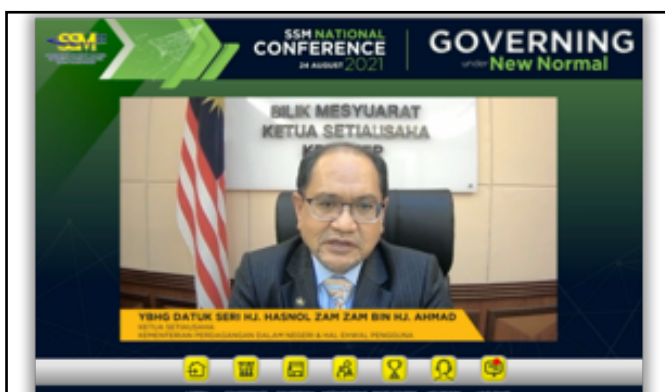 SSM
SSM NATIONAL
CONFERENCE
24 AUGUST 2021
GOVERNING
under New Normal
BILIK MESYUARAT
KETUA SETIAUSAHA
YBHG DATUK SERI HJ. HASNOL ZAM ZAM BIN HJ. AHMAD
KETUA SETIAUSAHA
KEMENTERIAN PERDAGANGAN DALAM NEGERI & HAL EHWAL PENGGUNA